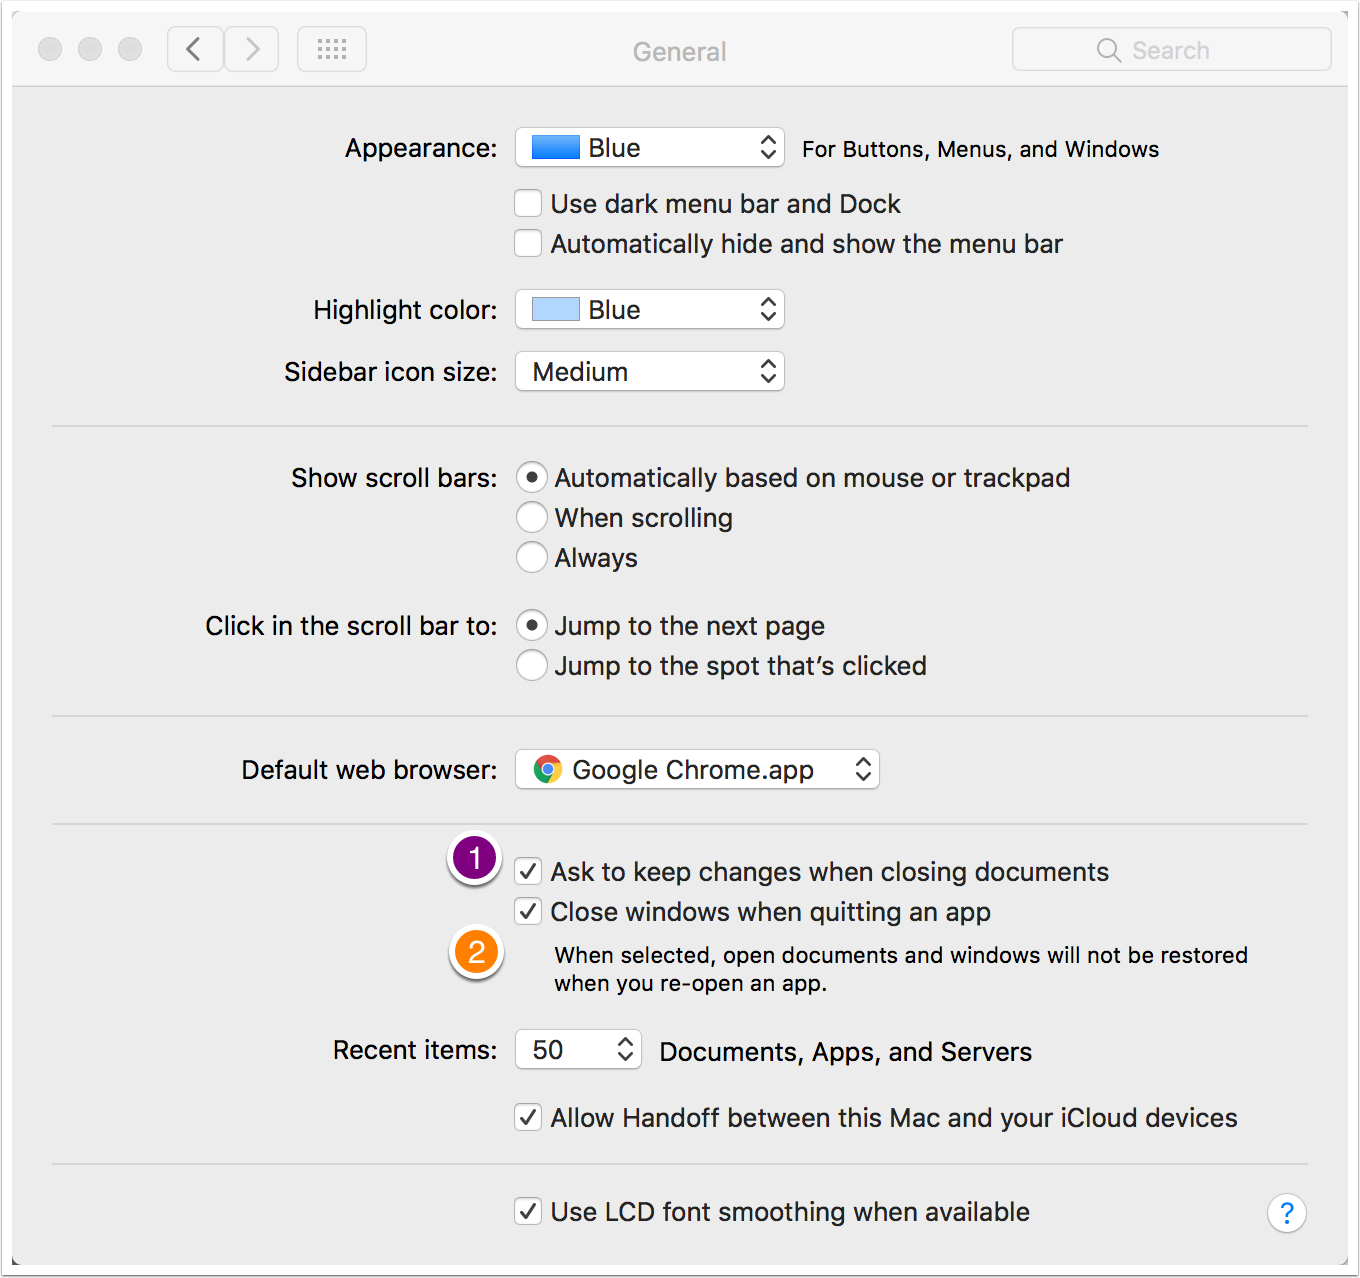 General
Search
Appearance: Blue For Buttons, Menus, and Windows
Use dark menu bar and Dock
Automatically hide and show the menu bar
Highlight color: Blue
Sidebar icon size: Medium
Show scroll bars: Automatically based on mouse or trackpad
When scrolling
Always
Click in the scroll bar to: Jump to the next page
Jump to the spot that’s clicked
Default web browser: Google Chrome.app
1 Ask to keep changes when closing documents
Close windows when quitting an app
2 When selected, open documents and windows will not be restored
when you re-open an app.
Recent items: 50 Documents, Apps, and Servers
Allow Handoff between this Mac and your iCloud devices
Use LCD font smoothing when available ?